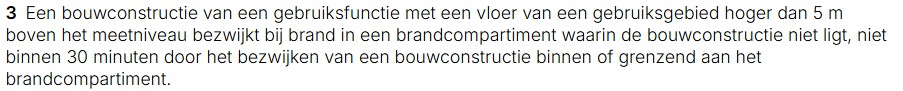 3 Een bouwconstructie van een gebruiksfunctie met een vloer van een gebruiksgebied hoger dan 5 m
boven het meetniveau bezwijkt bij brand in een brandcompartiment waarin de bouwconstructie niet ligt, niet
binnen 30 minuten door het bezwijken van een bouwconstructie binnen of grenzend aan het
brandcompartiment.